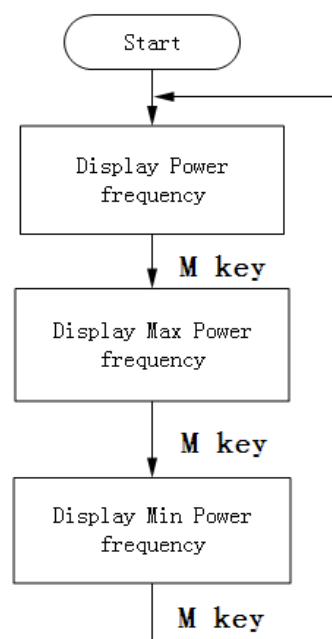 Start
Display Power
frequency
M key
Display Max Power
frequency
M key
Display Min Power
frequency
M key